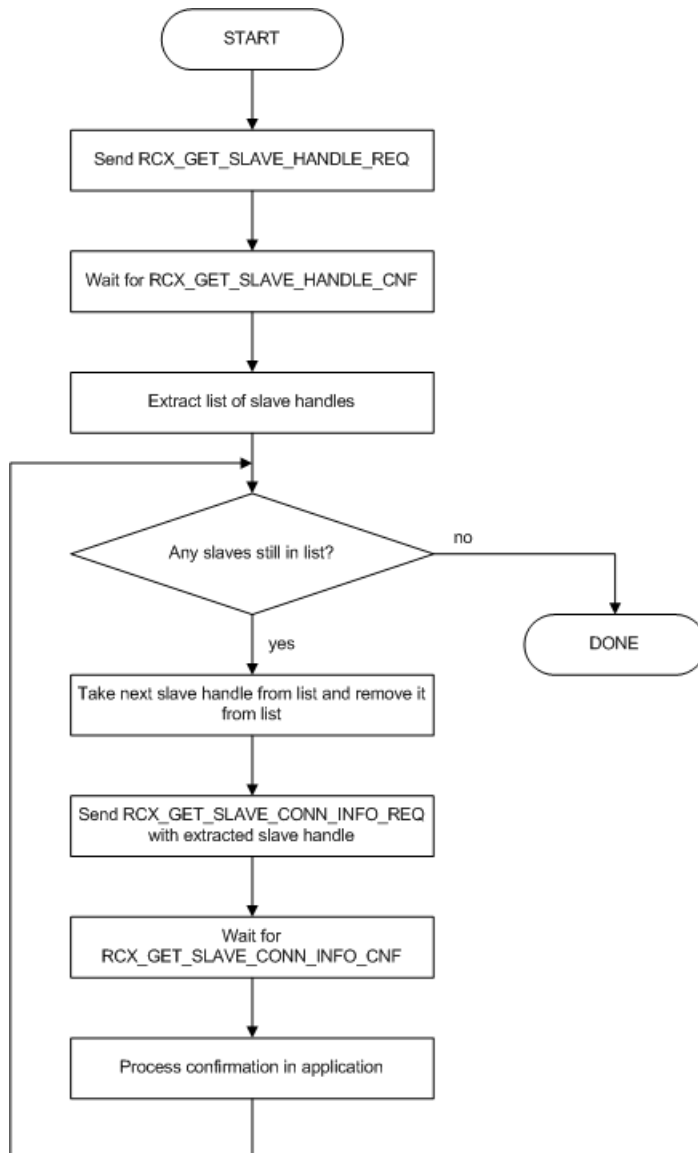 START
Send RCX_GET_SLAVE_HANDLE_REQ
Wait for RCX_GET_SLAVE_HANDLE_CNF
Extract list of slave handles
Any slaves still in list?
no
DONE
yes
Take next slave handle from list and remove it
from list
Send RCX_GET_SLAVE_CONN_INFO_REQ
with extracted slave handle
Wait for
RCX_GET_SLAVE_CONN_INFO_CNF
Process confirmation in application